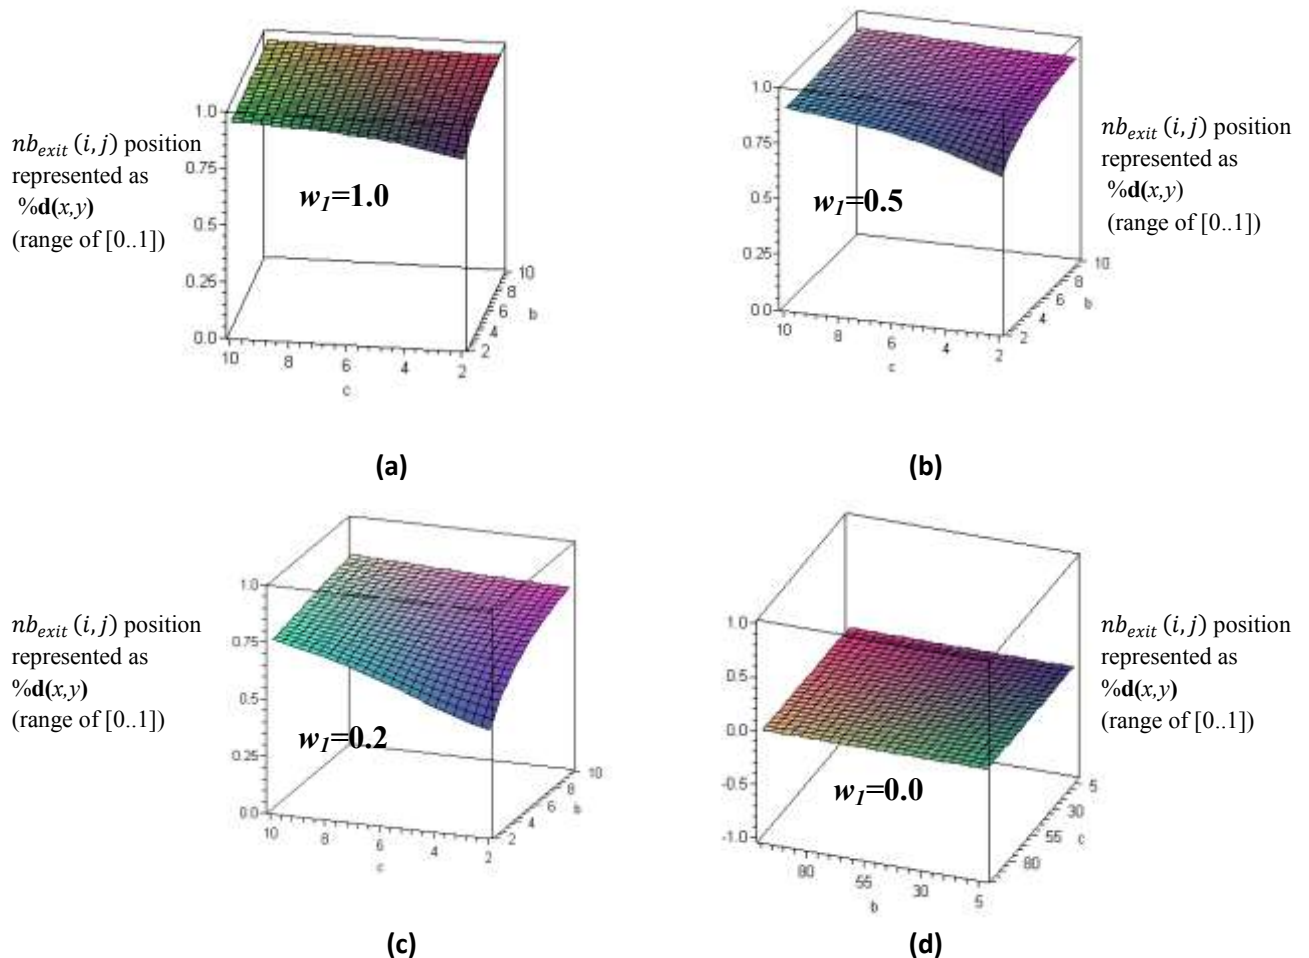 1.0
0.75
0.5
0.25
0.0
10
8
6
4
2
c
2
4
6
8
10
b
nb_exit (i, j) position
represented as
%d(x,y)
(range of [0..1])
w_1=1.0
(a)
1.0
0.75
0.5
0.25
0.0
10
8
6
4
2
c
2
4
6
8
10
b
w_1=0.5
nb_exit (i, j) position
represented as
%d(x,y)
(range of [0..1])
(b)
nb_exit (i, j) position
represented as
%d(x,y)
(range of [0..1])
1.0
0.75
0.5
0.25
0.0
10
8
6
4
2
c
2
4
6
8
10
b
w_1=0.2
(c)
1.0
0.5
0.0
-0.5
-1.0
80
55
30
5
b
80
55
30
5
c
w_1=0.0
nb_exit (i, j) position
represented as
%d(x,y)
(range of [0..1])
(d)